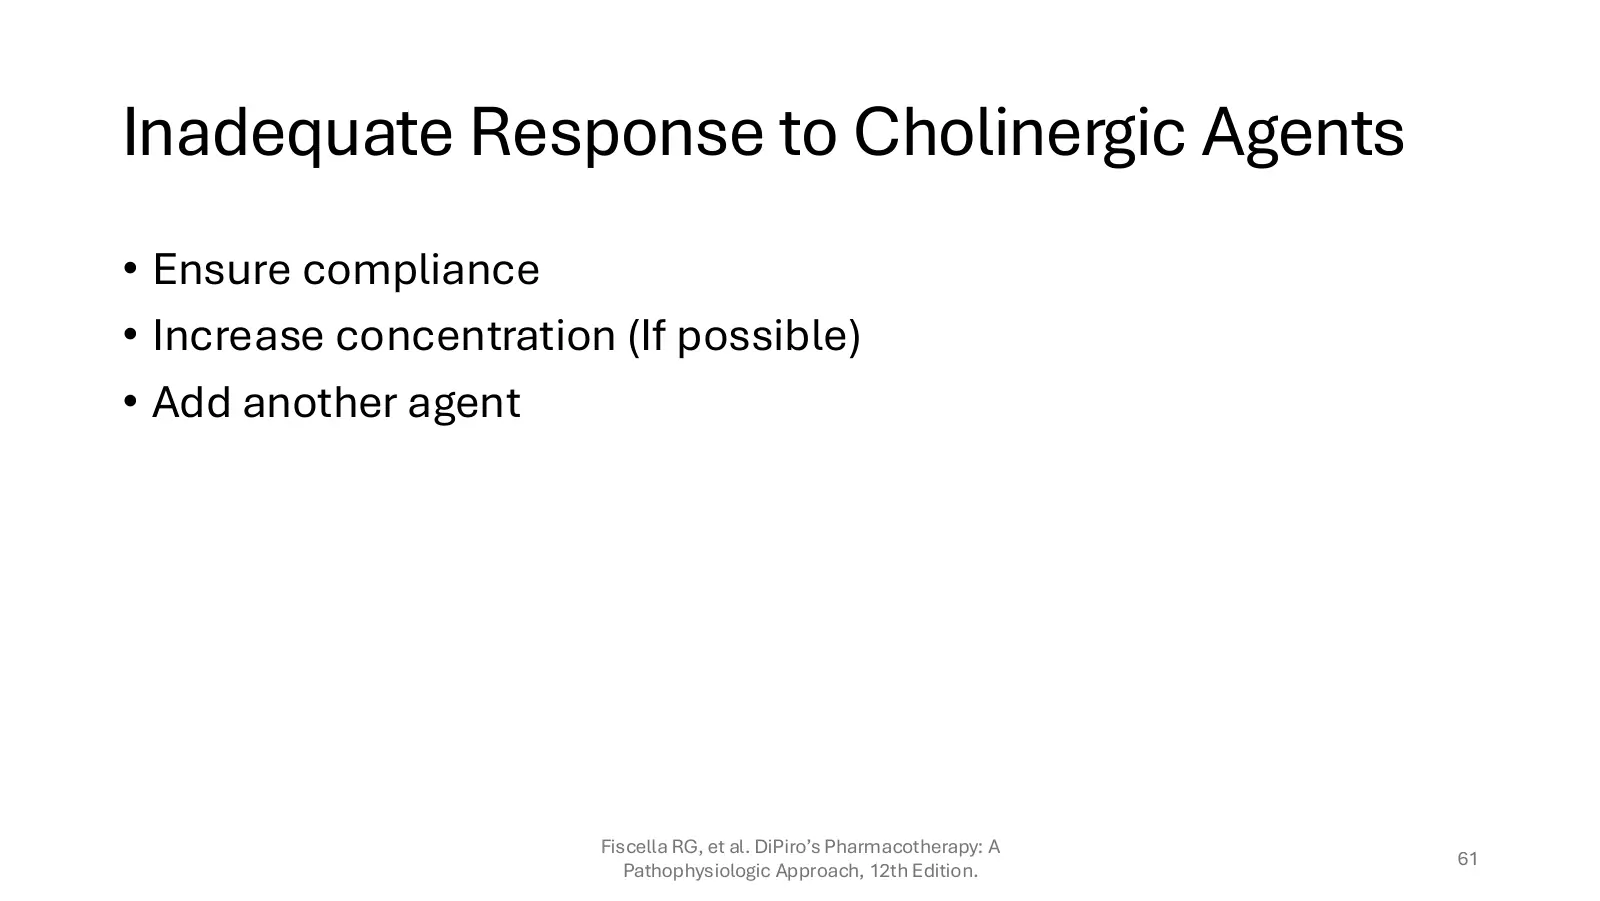 Inadequate Response to Cholinergic Agents
• Ensure compliance
• Increase concentration (If possible)
• Add another agent
Fiscella RG, et al. DiPiro’s Pharmacotherapy: A
Pathophysiologic Approach, 12th Edition.
61